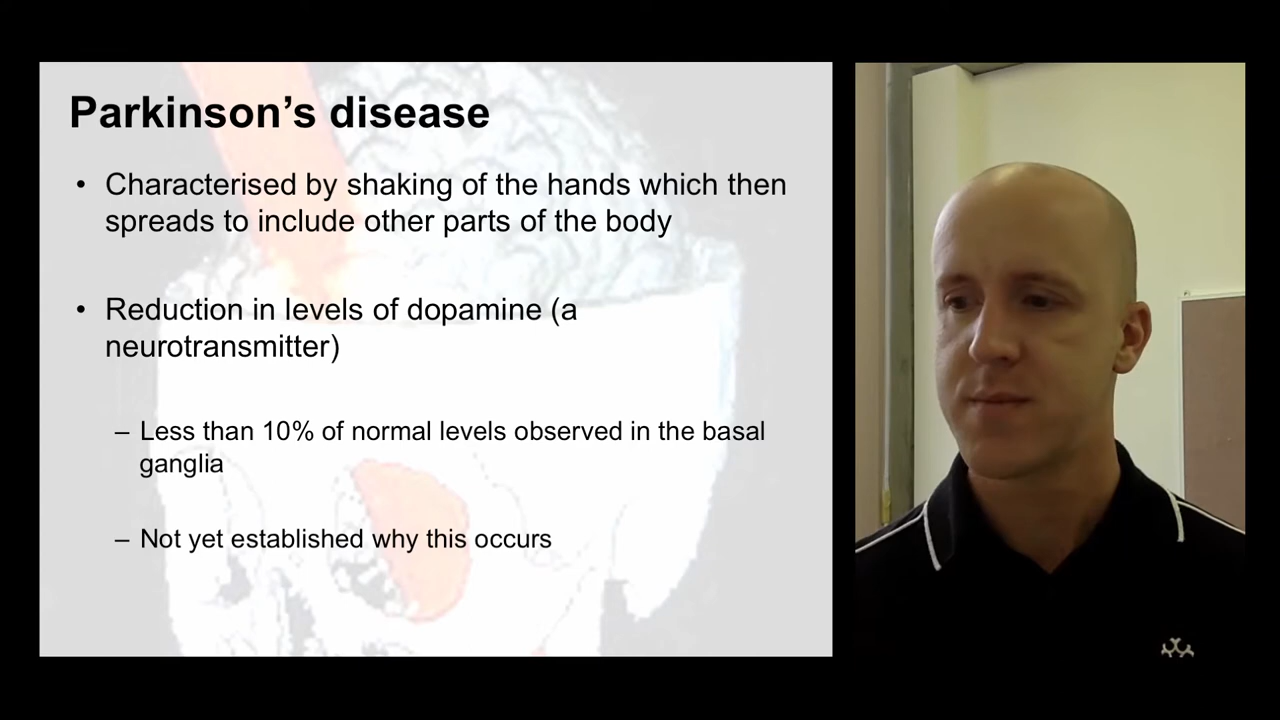 Parkinson’s disease
• Characterised by shaking of the hands which then
spreads to include other parts of the body
• Reduction in levels of dopamine (a
neurotransmitter)
– Less than 10% of normal levels observed in the basal
ganglia
– Not yet established why this occurs